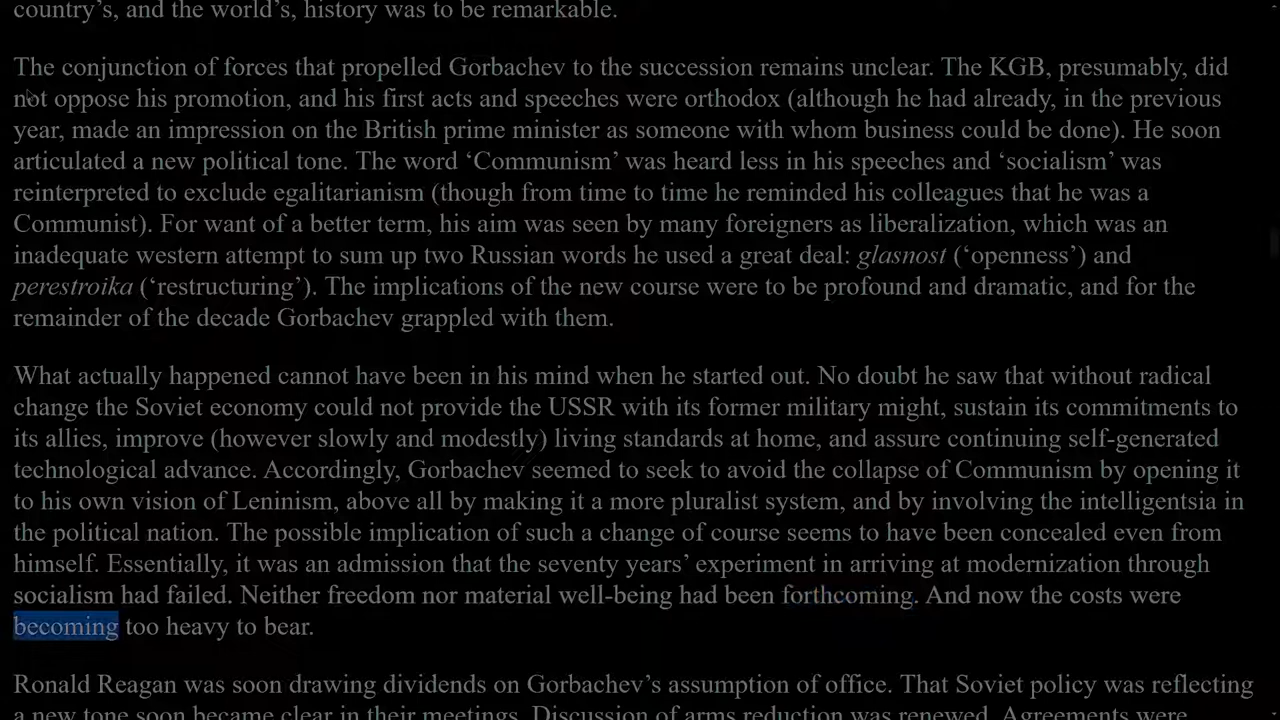 country's, and the world's, history was to be remarkable.
The conjunction of forces that propelled Gorbachev to the succession remains unclear. The KGB, presumably, did
not oppose his promotion, and his first acts and speeches were orthodox (although he had already, in the previous
year, made an impression on the British prime minister as someone with whom business could be done). He soon
articulated a new political tone. The word ‘Communism’ was heard less in his speeches and ‘socialism’ was
reinterpreted to exclude egalitarianism (though from time to time he reminded his colleagues that he was a
Communist). For want of a better term, his aim was seen by many foreigners as liberalization, which was an
inadequate western attempt to sum up two Russian words he used a great deal: glasnost (‘openness’) and
perestroika (‘restructuring’). The implications of the new course were to be profound and dramatic, and for the
remainder of the decade Gorbachev grappled with them.
What actually happened cannot have been in his mind when he started out. No doubt he saw that without radical
change the Soviet economy could not provide the USSR with its former military might, sustain its commitments to
its allies, improve (however slowly and modestly) living standards at home, and assure continuing self-generated
technological advance. Accordingly, Gorbachev seemed to seek to avoid the collapse of Communism by opening it
to his own vision of Leninism, above all by making it a more pluralist system, and by involving the intelligentsia in
the political nation. The possible implication of such a change of course seems to have been concealed even from
himself. Essentially, it was an admission that the seventy years’ experiment in arriving at modernization through
socialism had failed. Neither freedom nor material well-being had been forthcoming. And now the costs were
becoming too heavy to bear.
Ronald Reagan was soon drawing dividends on Gorbachev’s assumption of office. That Soviet policy was reflecting
a new tone soon became clear in their meetings. Discussion of arms reduction was renewed. Agreements were